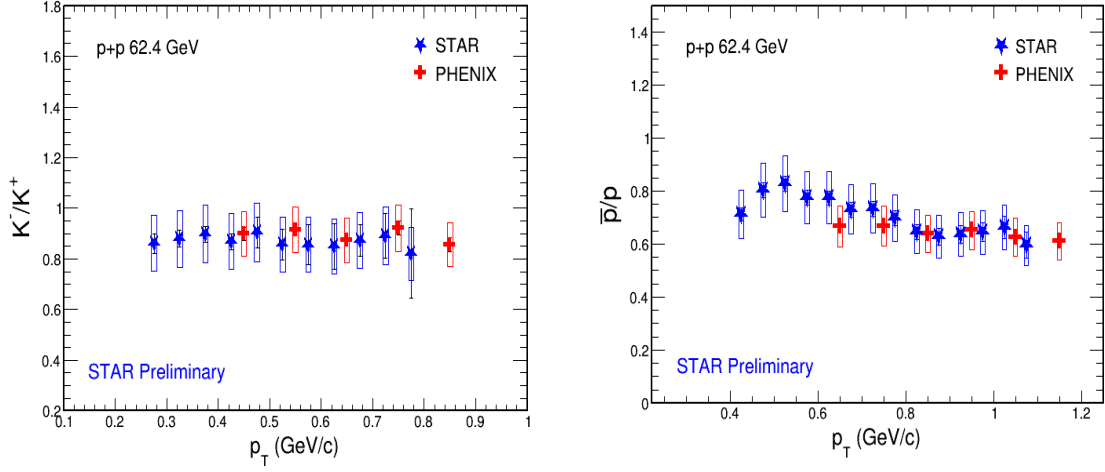 p+p 62.4 GeV
STAR
PHENIX
STAR Preliminary
K⁻/K⁺
1.8
1.6
1.4
1.2
1
0.8
0.6
0.4
0.2
0.1 0.2 0.3 0.4 0.5 0.6 0.7 0.8 0.9 1
p_T (GeV/c)
p+p 62.4 GeV
STAR
PHENIX
STAR Preliminary
p̅/p
1.4
1.2
1
0.8
0.6
0.4
0.2
0
0.4 0.6 0.8 1 1.2
p_T (GeV/c)